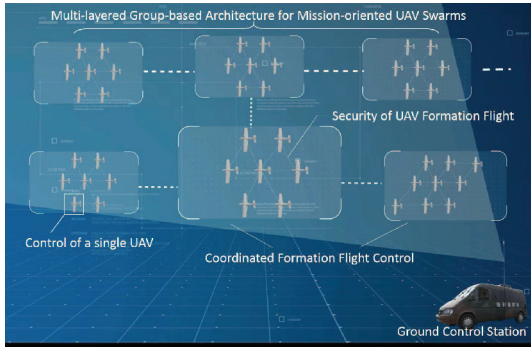 Multi-layered Group-based Architecture for Mission-oriented UAV Swarms
Security of UAV Formation Flight
Control of a single UAV
Coordinated Formation Flight Control
Ground Control Station